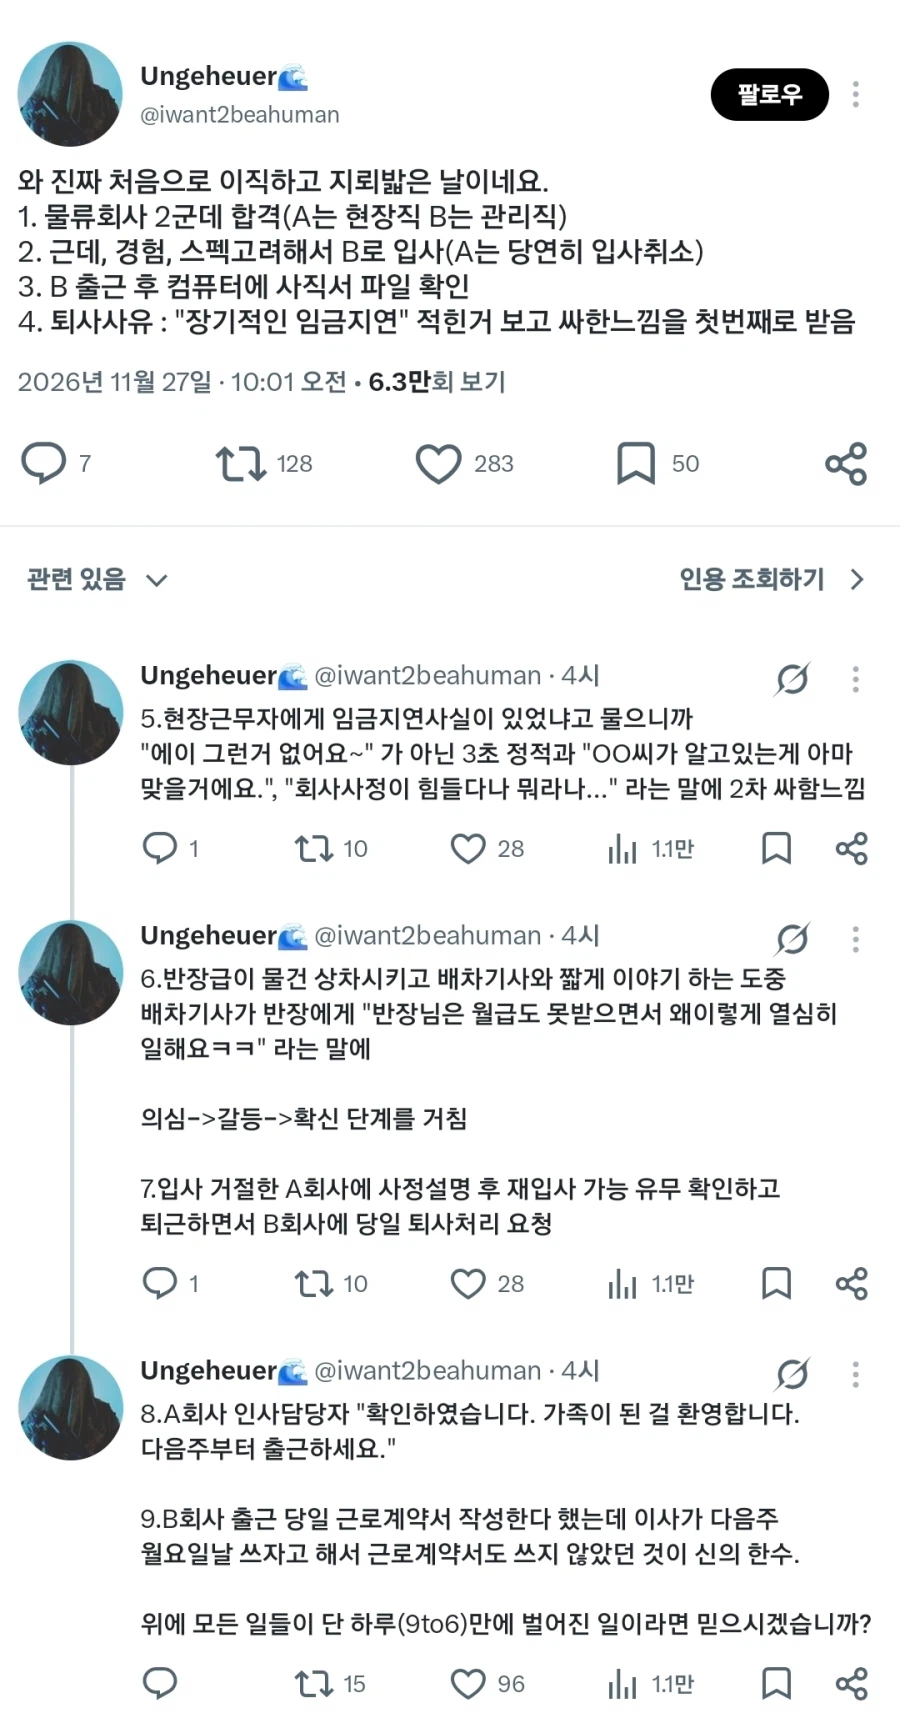 Ungeheuer🌊
@iwant2beahuman
팔로우
와 진짜 처음으로 이직하고 지뢰밟은 날이네요.
1. 물류회사 2군데 합격(A는 현장직 B는 관리직)
2. 근데, 경험, 스펙고려해서 B로 입사(A는 당연히 입사취소)
3. B 출근 후 컴퓨터에 사직서 파일 확인
4. 퇴사사유 : "장기적인 임금지연" 적힌거 보고 싸한느낌을 첫번째로 받음
2026년 11월 27일 · 10:01 오전 • 6.3만회 보기
7 128 283 50
관련 있음 인용 조회하기
Ungeheuer🌊 @iwant2beahuman · 4시
5.현장근무자에게 임금지연사실이 있었냐고 물으니까
"에이 그런거 없어요~" 가 아닌 3초 정적과 "OO씨가 알고있는게 아마
맞을거에요.", "회사사정이 힘들다나 뭐라나..." 라는 말에 2차 싸함느낌
1 10 28 1.1만
Ungeheuer🌊 @iwant2beahuman · 4시
6.반장급이 물건 상차시키고 배차기사와 짧게 이야기 하는 도중
배차기사가 반장에게 "반장님은 월급도 못받으면서 왜이렇게 열심히
일해요ㅋㅋ" 라는 말에
의심->갈등->확신 단계를 거침
7.입사 거절한 A회사에 사정설명 후 재입사 가능 유무 확인하고
퇴근하면서 B회사에 당일 퇴사처리 요청
1 10 28 1.1만
Ungeheuer🌊 @iwant2beahuman · 4시
8.A회사 인사담당자 "확인하였습니다. 가족이 된 걸 환영합니다.
다음주부터 출근하세요."
9.B회사 출근 당일 근로계약서 작성한다 했는데 이사가 다음주
월요일날 쓰자고 해서 근로계약서도 쓰지 않았던 것이 신의 한수.
위에 모든 일들이 단 하루(9to6)만에 벌어진 일이라면 믿으시겠습니까?
15 96 1.1만